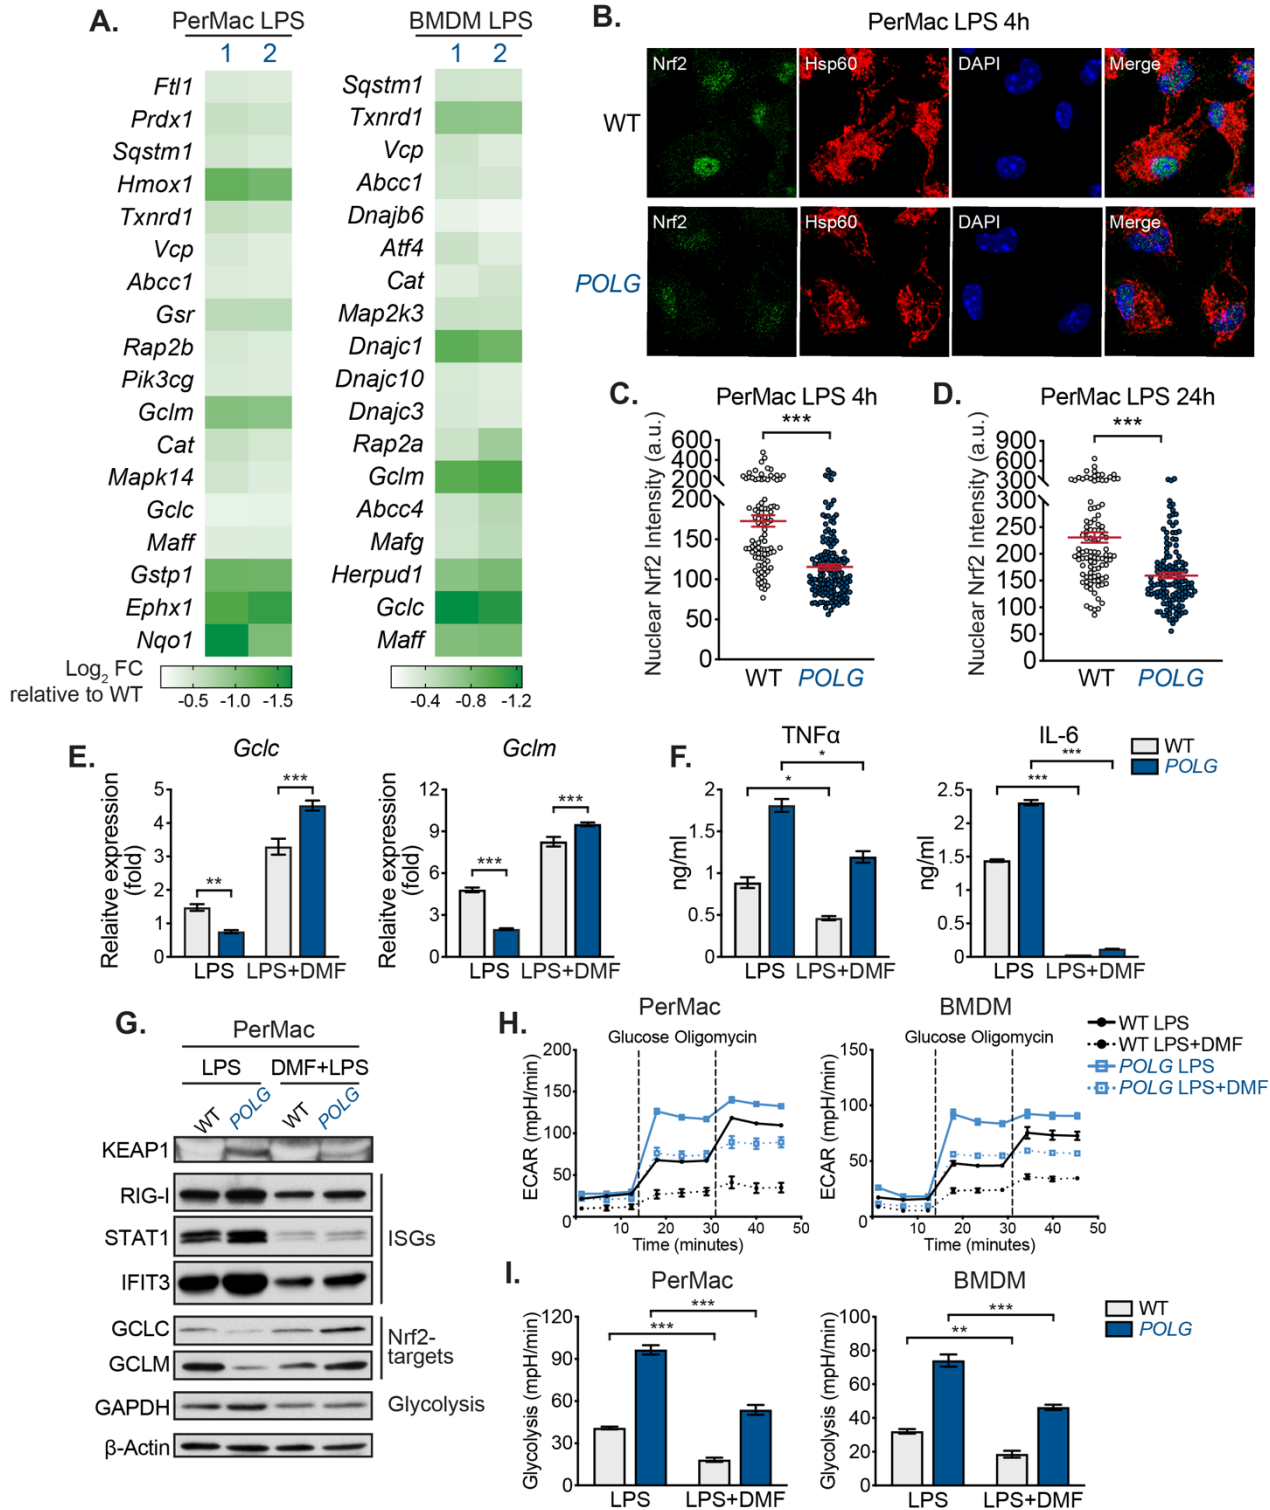 A.
PerMac LPS
BMDM LPS
1 2
1 2
Ftl1
Prdx1
Sqstm1
Hmox1
Txnrd1
Vcp
Abcc1
Gsr
Rap2b
Pik3cg
Gclm
Cat
Mapk14
Gclc
Maff
Gstp1
Ephx1
Nqo1
Sqstm1
Txnrd1
Vcp
Abcc1
Dnajb6
Atf4
Cat
Map2k3
Dnajc1
Dnajc10
Dnajc3
Rap2a
Gclm
Abcc4
Mafg
Herpud1
Gclc
Maff
Log2 FC
relative to WT
-0.5 -1.0 -1.5
-0.4 -0.8 -1.2
B.
PerMac LPS 4h
WT
Nrf2 Hsp60 DAPI Merge
POLG
Nrf2 Hsp60 DAPI Merge
C.
PerMac LPS 4h
***
Nuclear Nrf2 Intensity (a.u.)
600
400
200
200
150
100
50
0
WT POLG
D.
PerMac LPS 24h
***
Nuclear Nrf2 Intensity (a.u.)
900
600
300
300
250
200
150
100
50
0
WT POLG
E.
Gclc
Relaitve expression
(fold)
5
4
3
2
1
0
**
***
LPS LPS+DMF
Gclm
Relative expression
(fold)
12
9
6
3
0
***
***
LPS LPS+DMF
F.
TNFα
ng/ml
2
1.5
1
0.5
0
*
*
LPS LPS+DMF
IL-6
ng/ml
2.5
2
1.5
1
0.5
0
***
***
LPS LPS+DMF
WT
POLG
G.
PerMac
LPS DMF+LPS
WT POLG WT POLG
KEAP1
RIG-I
STAT1
IFIT3
ISGs
GCLC
GCLM
Nrf2-
targets
GAPDH
Glycolysis
β-Actin
H.
PerMac
Glucose Oligomycin
ECAR (mpH/min)
200
150
100
50
0
10 20 30 40 50
Time (minutes)
BMDM
Glucose Oligomycin
ECAR (mpH/min)
150
100
50
0
10 20 30 40 50
Time (minutes)
WT LPS
WT LPS+DMF
POLG LPS
POLG LPS+DMF
I.
PerMac
Glycolysis (mpH/min)
120
90
60
30
0
***
***
LPS LPS+DMF
BMDM
Glycolysis (mpH/min)
100
80
60
40
20
0
***
**
LPS LPS+DMF
WT
POLG